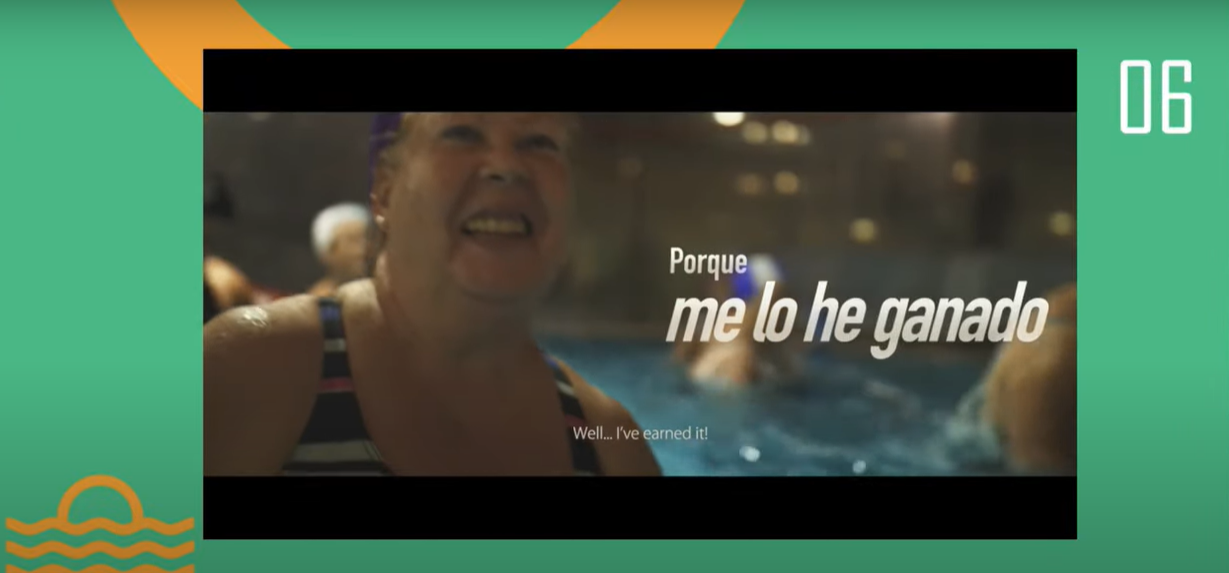 06
Porque
me lo he ganado
Well... I've earned it!